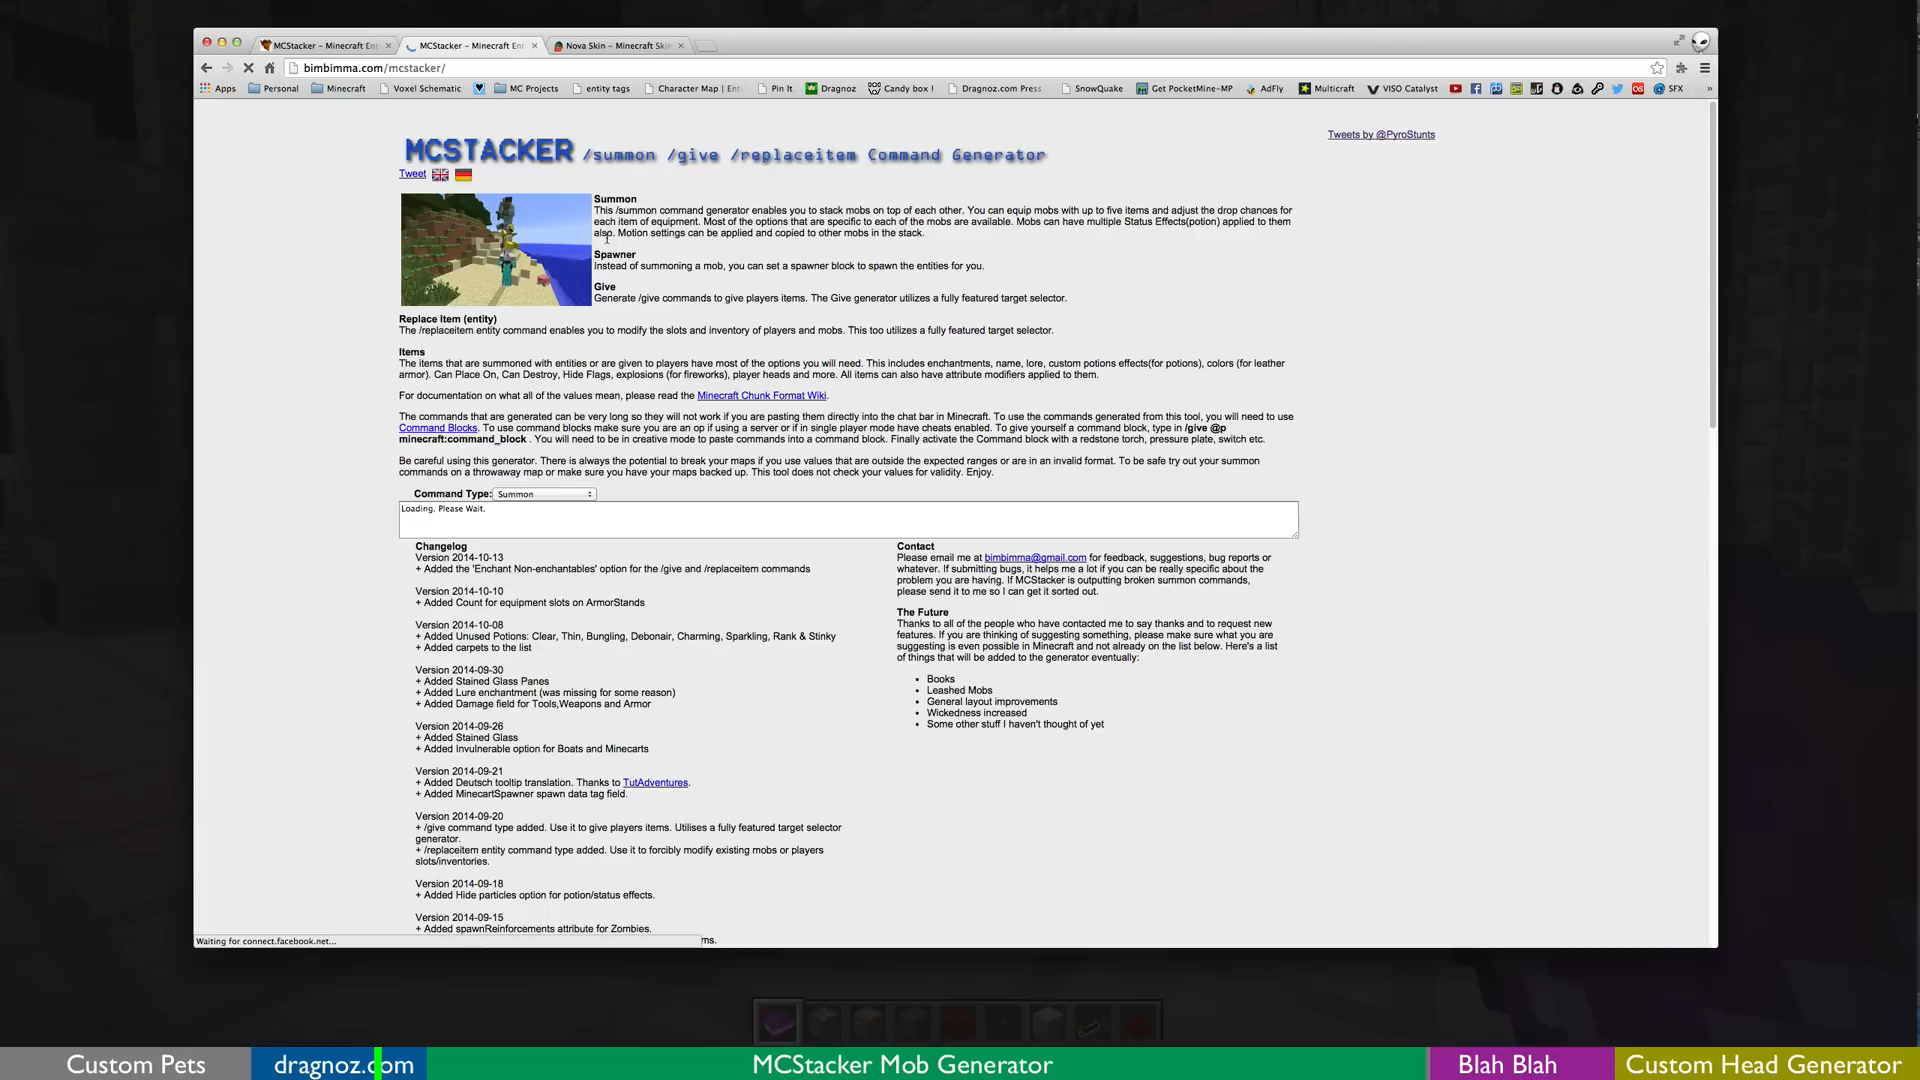 MCStacker – Minecraft Ent
MCStacker – Minecraft Ent
Nova Skin – Minecraft Skin
bimbimma.com/mcstacker/
Apps Personal Minecraft Voxel Schematic MC Projects entity tags Character Map | Ent Pin It Dragnoz Candy box ! Dragnoz.com Press SnowQuake Get PocketMine-MP AdFly Multicraft VISO Catalyst SFX »
Tweets by @PyroStunts
MCSTACKER /summon /give /replaceitem Command Generator
Tweet
Summon
This /summon command generator enables you to stack mobs on top of each other. You can equip mobs with up to five items and adjust the drop chances for
each item of equipment. Most of the options that are specific to each of the mobs are available. Mobs can have multiple Status Effects(potion) applied to them
also. Motion settings can be applied and copied to other mobs in the stack.
Spawner
Instead of summoning a mob, you can set a spawner block to spawn the entities for you.
Give
Generate /give commands to give players items. The Give generator utilizes a fully featured target selector.
Replace Item (entity)
The /replaceitem entity command enables you to modify the slots and inventory of players and mobs. This too utilizes a fully featured target selector.
Items
The items that are summoned with entities or are given to players have most of the options you will need. This includes enchantments, name, lore, custom potions effects(for potions), colors (for leather
armor). Can Place On, Can Destroy, Hide Flags, explosions (for fireworks), player heads and more. All items can also have attribute modifiers applied to them.
For documentation on what all of the values mean, please read the Minecraft Chunk Format Wiki.
The commands that are generated can be very long so they will not work if you are pasting them directly into the chat bar in Minecraft. To use the commands generated from this tool, you will need to use
Command Blocks. To use command blocks make sure you are an op if using a server or if in single player mode have cheats enabled. To give yourself a command block, type in /give @p
minecraft:command_block . You will need to be in creative mode to paste commands into a command block. Finally activate the Command block with a redstone torch, pressure plate, switch etc.
Be careful using this generator. There is always the potential to break your maps if you use values that are outside the expected ranges or are in an invalid format. To be safe try out your summon
commands on a throwaway map or make sure you have your maps backed up. This tool does not check your values for validity. Enjoy.
Command Type: Summon
Loading. Please Wait.
Changelog
Version 2014-10-13
+ Added the 'Enchant Non-enchantables' option for the /give and /replaceitem commands
Version 2014-10-10
+ Added Count for equipment slots on ArmorStands
Version 2014-10-08
+ Added Unused Potions: Clear, Thin, Bungling, Debonair, Charming, Sparkling, Rank & Stinky
+ Added carpets to the list
Version 2014-09-30
+ Added Stained Glass Panes
+ Added Lure enchantment (was missing for some reason)
+ Added Damage field for Tools,Weapons and Armor
Version 2014-09-26
+ Added Stained Glass
+ Added Invulnerable option for Boats and Minecarts
Version 2014-09-21
+ Added Deutsch tooltip translation. Thanks to TutAdventures.
+ Added MinecartSpawner spawn data tag field.
Version 2014-09-20
+ /give command type added. Use it to give players items. Utilises a fully featured target selector
generator.
+ /replaceitem entity command type added. Use it to forcibly modify existing mobs or players
slots/inventories.
Version 2014-09-18
+ Added Hide particles option for potion/status effects.
Version 2014-09-15
+ Added spawnReinforcements attribute for Zombies.
ms.
Contact
Please email me at bimbimma@gmail.com for feedback, suggestions, bug reports or
whatever. If submitting bugs, it helps me a lot if you can be really specific about the
problem you are having. If MCStacker is outputting broken summon commands,
please send it to me so I can get it sorted out.
The Future
Thanks to all of the people who have contacted me to say thanks and to request new
features. If you are thinking of suggesting something, please make sure what you are
suggesting is even possible in Minecraft and not already on the list below. Here's a list
of things that will be added to the generator eventually:
• Books
• Leashed Mobs
• General layout improvements
• Wickedness increased
• Some other stuff I haven't thought of yet
Waiting for connect.facebook.net...
Custom Pets dragnoz.com MCStacker Mob Generator Blah Blah Custom Head Generator